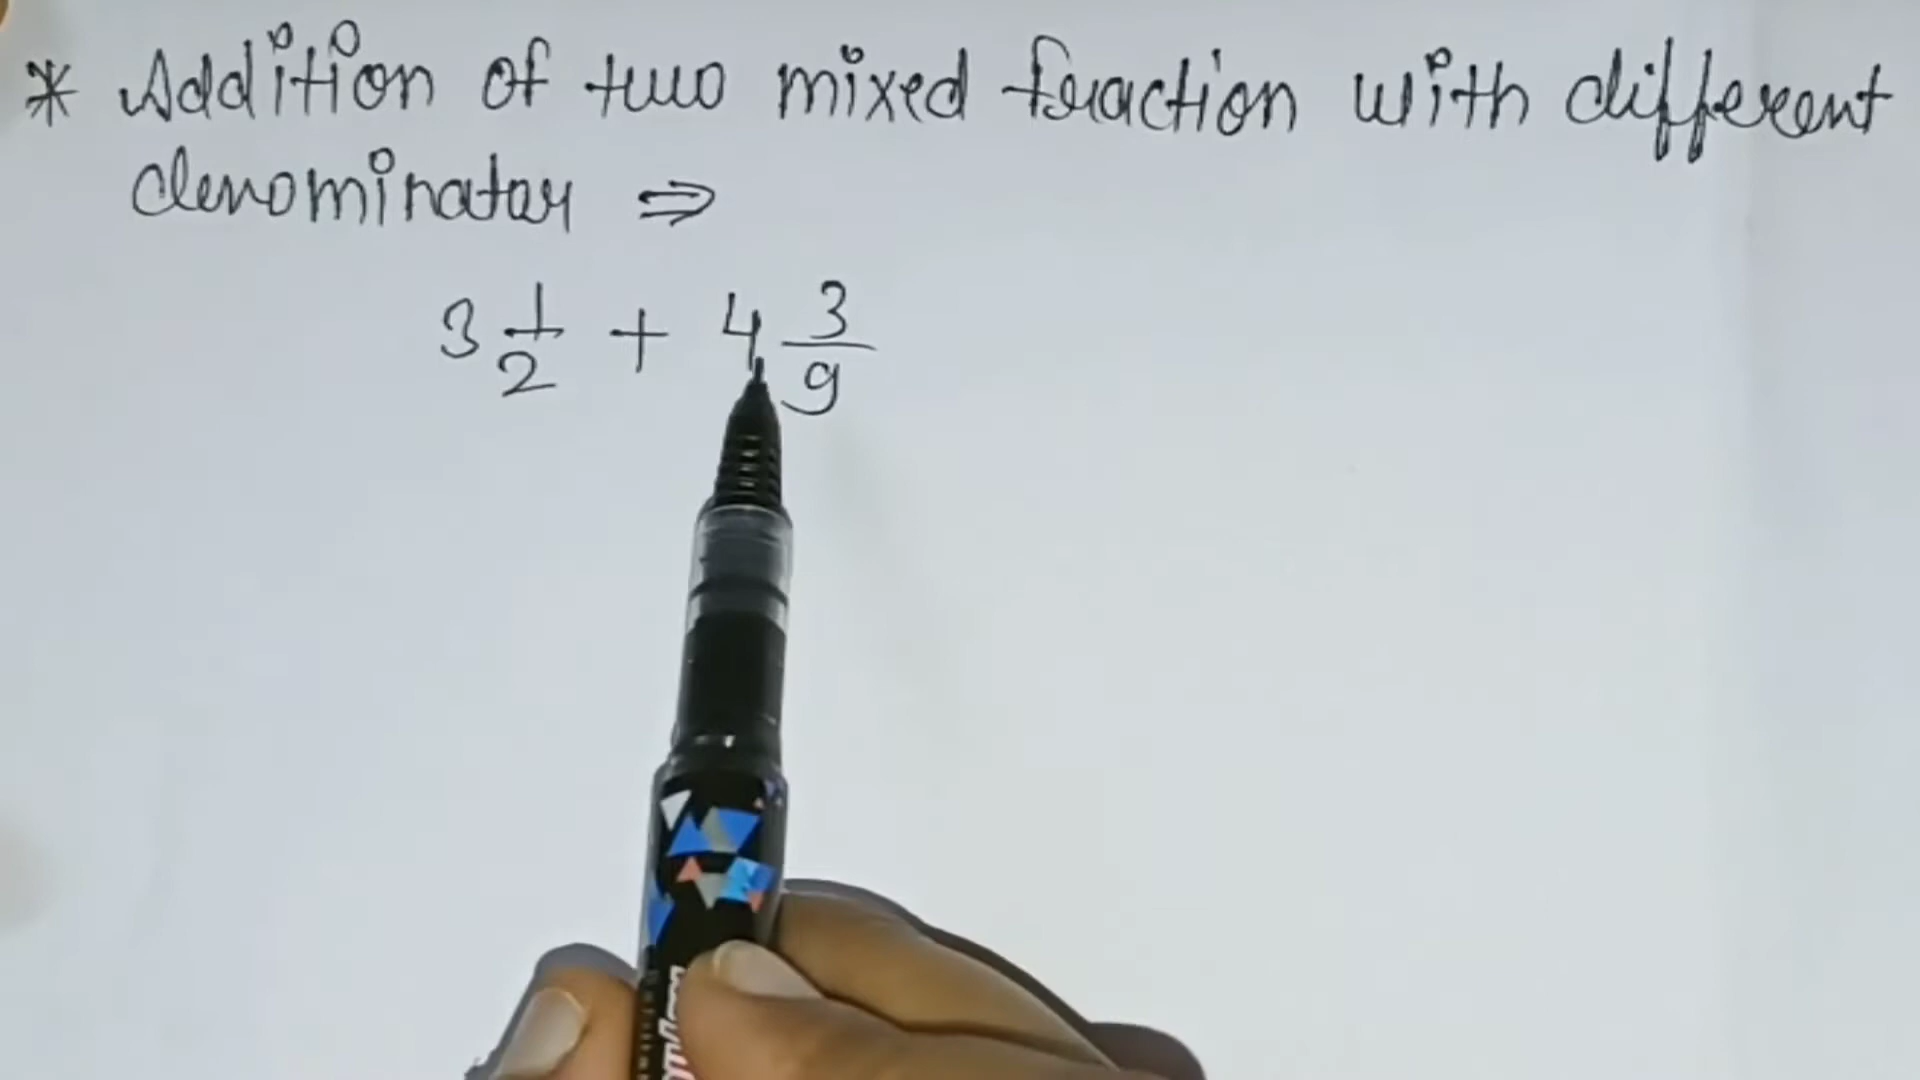 * Addition of two mixed fraction with different
denominator ⇒
3 1/2 + 4 3/9